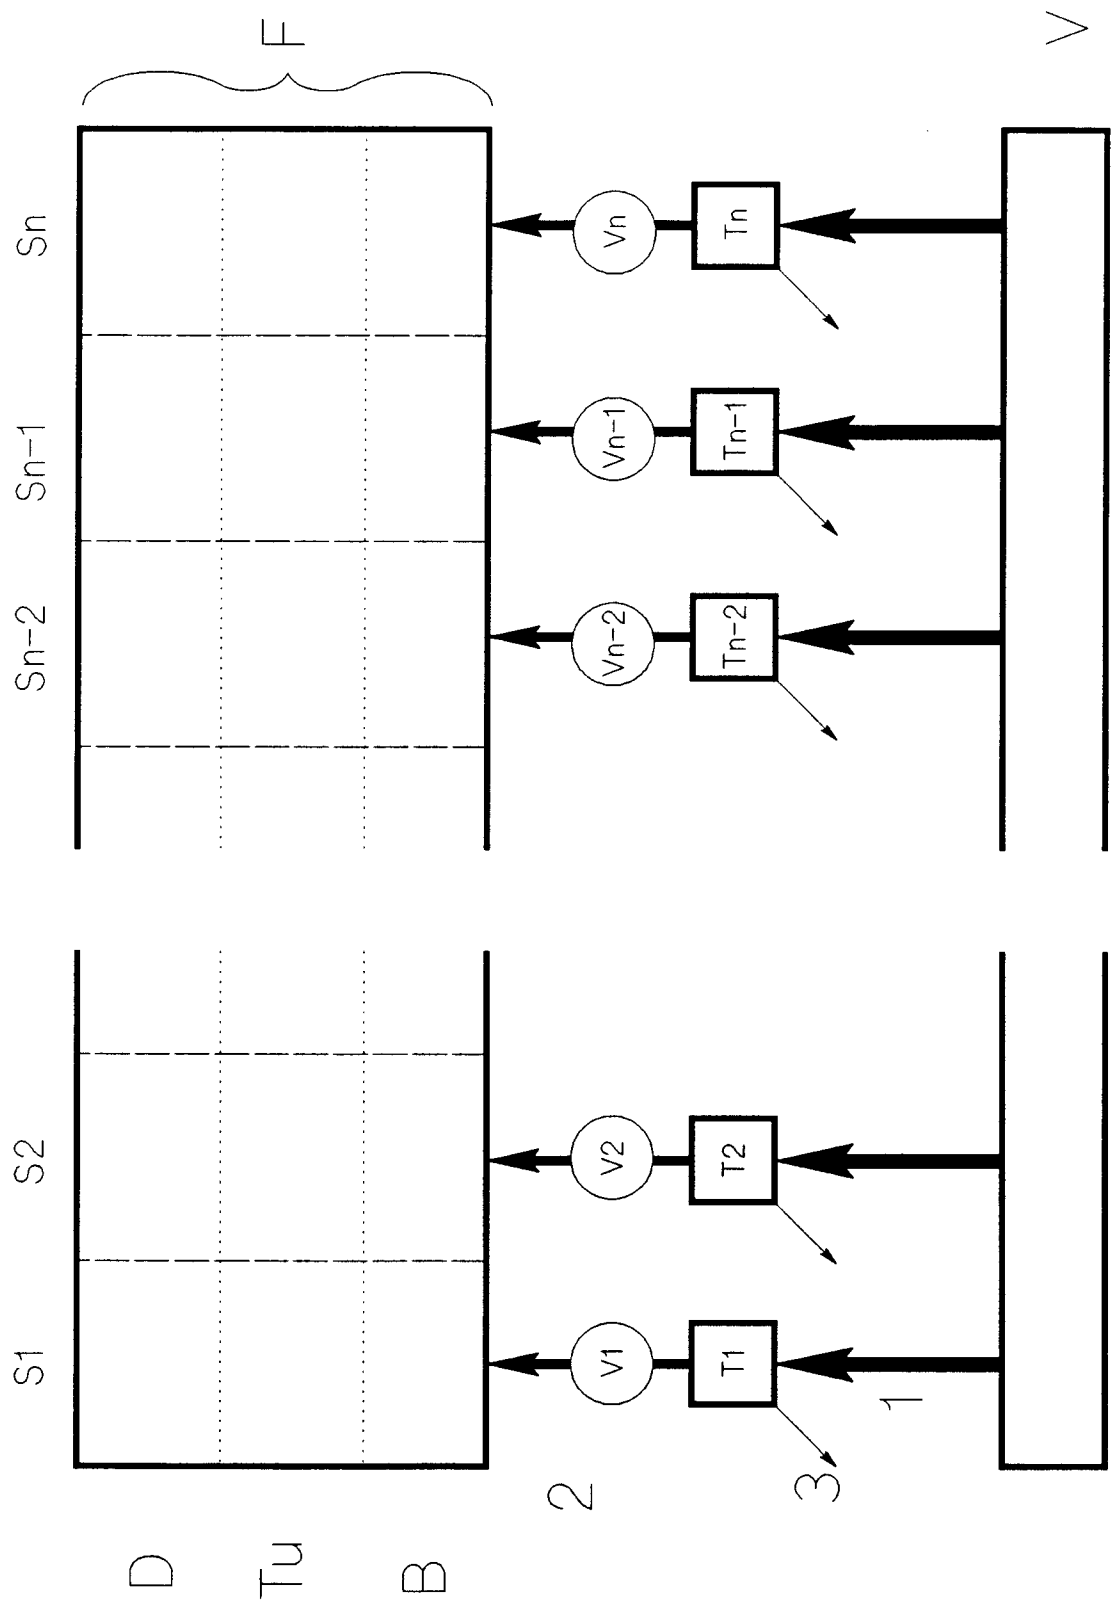 S1 S2 Sn-2 Sn-1 Sn
D
Tu
B
F
2
V1 V2 Vn-2 Vn-1 Vn
T1 T2 Tn-2 Tn-1 Tn
3
1
V